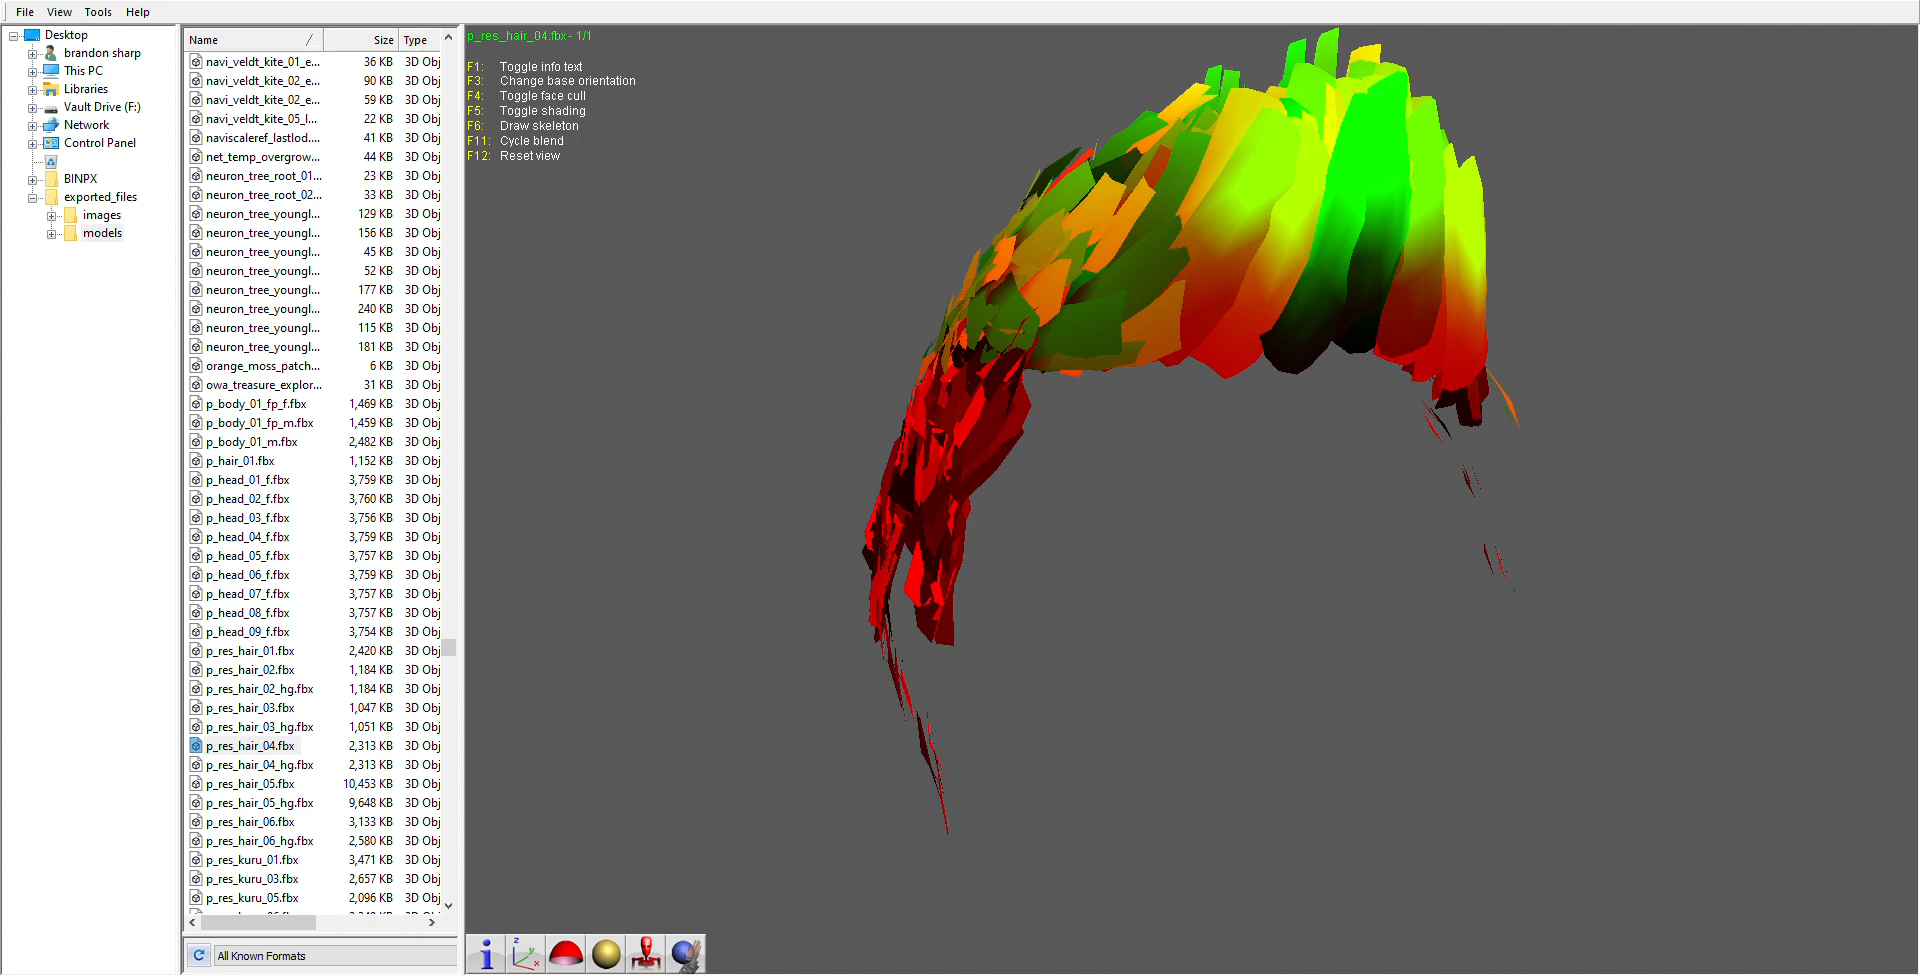 File View Tools Help
Desktop
brandon sharp
This PC
Libraries
Vault Drive (F:)
Network
Control Panel
BINPX
exported_files
images
models
Name / Size Type
navi_veldt_kite_01_e... 36 KB 3D Obj
navi_veldt_kite_02_e... 90 KB 3D Obj
navi_veldt_kite_02_e... 59 KB 3D Obj
navi_veldt_kite_05_l... 22 KB 3D Obj
naviscaleref_lastlod... 41 KB 3D Obj
net_temp_overgrow... 44 KB 3D Obj
neuron_tree_root_01... 23 KB 3D Obj
neuron_tree_root_02... 33 KB 3D Obj
neuron_tree_youngl... 129 KB 3D Obj
neuron_tree_youngl... 156 KB 3D Obj
neuron_tree_youngl... 45 KB 3D Obj
neuron_tree_youngl... 52 KB 3D Obj
neuron_tree_youngl... 177 KB 3D Obj
neuron_tree_youngl... 240 KB 3D Obj
neuron_tree_youngl... 115 KB 3D Obj
neuron_tree_youngl... 181 KB 3D Obj
orange_moss_patch... 6 KB 3D Obj
owa_treasure_explor... 31 KB 3D Obj
p_body_01_fp_f.fbx 1,469 KB 3D Obj
p_body_01_fp_m.fbx 1,459 KB 3D Obj
p_body_01_m.fbx 2,482 KB 3D Obj
p_hair_01.fbx 1,152 KB 3D Obj
p_head_01_f.fbx 3,759 KB 3D Obj
p_head_02_f.fbx 3,760 KB 3D Obj
p_head_03_f.fbx 3,756 KB 3D Obj
p_head_04_f.fbx 3,759 KB 3D Obj
p_head_05_f.fbx 3,757 KB 3D Obj
p_head_06_f.fbx 3,759 KB 3D Obj
p_head_07_f.fbx 3,757 KB 3D Obj
p_head_08_f.fbx 3,757 KB 3D Obj
p_head_09_f.fbx 3,754 KB 3D Obj
p_res_hair_01.fbx 2,420 KB 3D Obj
p_res_hair_02.fbx 1,184 KB 3D Obj
p_res_hair_02_hg.fbx 1,184 KB 3D Obj
p_res_hair_03.fbx 1,047 KB 3D Obj
p_res_hair_03_hg.fbx 1,051 KB 3D Obj
p_res_hair_04.fbx 2,313 KB 3D Obj
p_res_hair_04_hg.fbx 2,313 KB 3D Obj
p_res_hair_05.fbx 10,453 KB 3D Obj
p_res_hair_05_hg.fbx 9,648 KB 3D Obj
p_res_hair_06.fbx 3,133 KB 3D Obj
p_res_hair_06_hg.fbx 2,580 KB 3D Obj
p_res_kuru_01.fbx 3,471 KB 3D Obj
p_res_kuru_03.fbx 2,657 KB 3D Obj
p_res_kuru_05.fbx 2,096 KB 3D Obj
All Known Formats
p_res_hair_04.fbx - 1/1
F1: Toggle info text
F3: Change base orientation
F4: Toggle face cull
F5: Toggle shading
F6: Draw skeleton
F11: Cycle blend
F12: Reset view
z y x